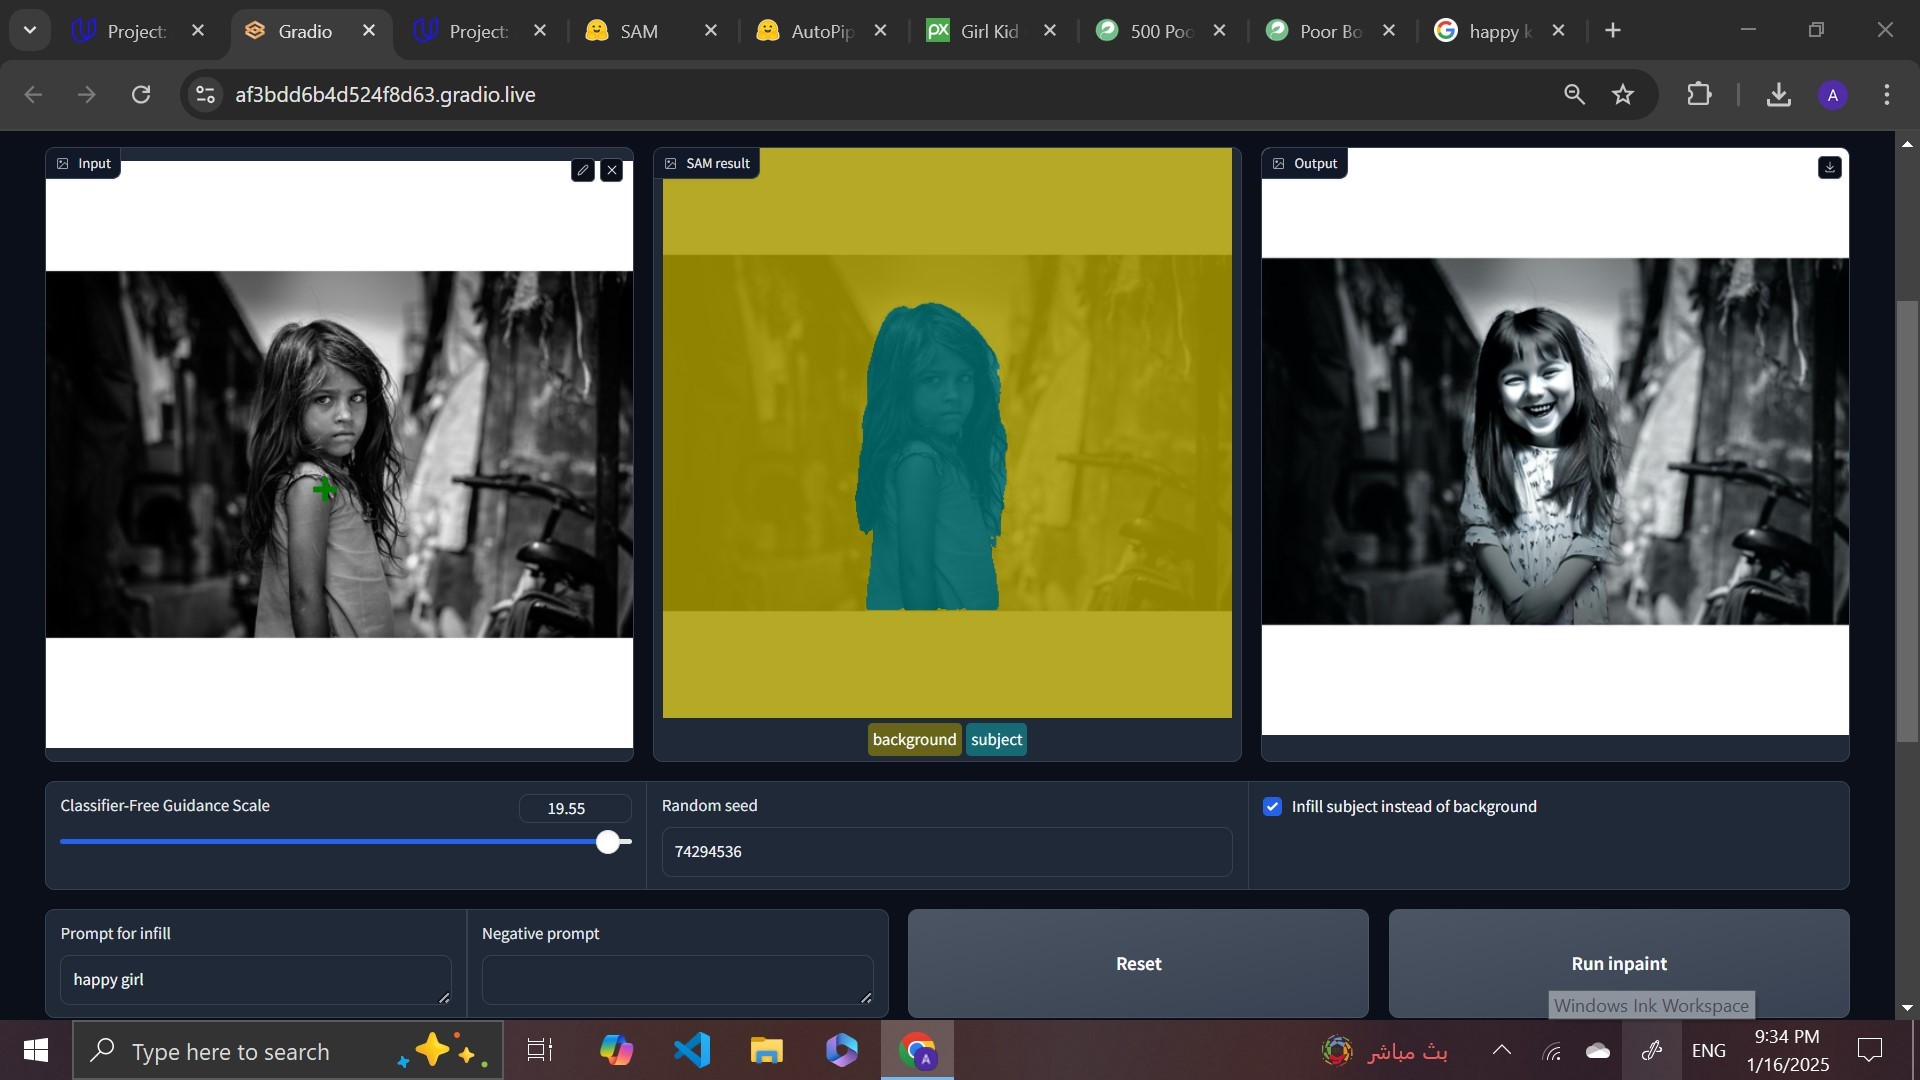 Project:
Gradio
Project:
SAM
AutoPip
Girl Kid
500 Poo
Poor Bo
happy k
af3bdd6b4d524f8d63.gradio.live
A
Input
SAM result
Output
background subject
Classifier-Free Guidance Scale
19.55
Random seed
74294536
Infill subject instead of background
Prompt for infill
happy girl
Negative prompt
Reset
Run inpaint
Windows Ink Workspace
Type here to search
A
بث مباشر
ENG
9:34 PM
1/16/2025